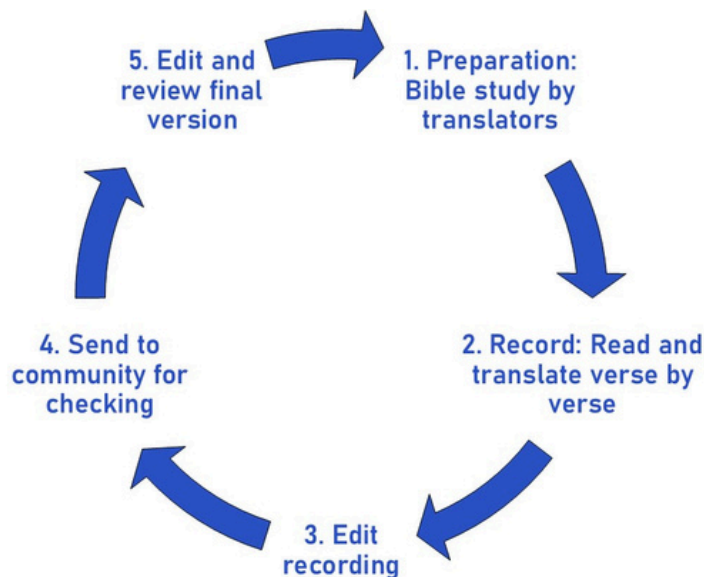 1. Preparation:
Bible study by
translators
2. Record: Read and
translate verse by
verse
3. Edit
recording
4. Send to
community for
checking
5. Edit and
review final
version